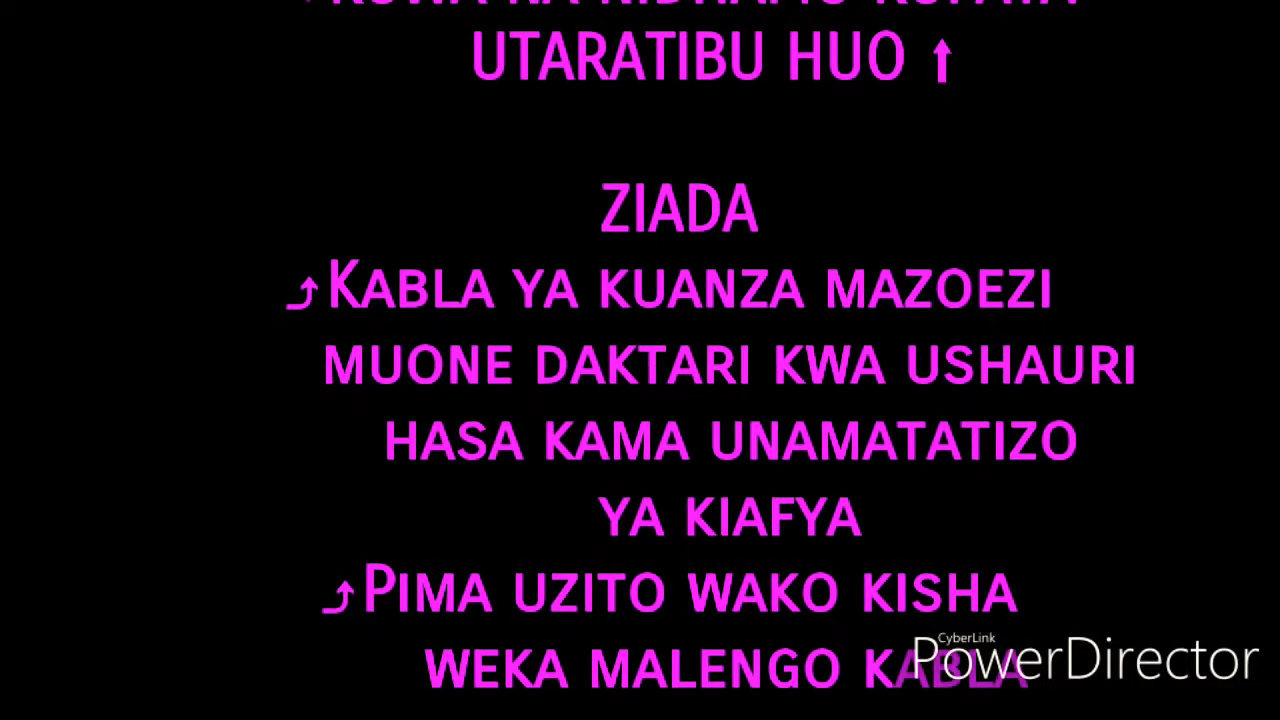 UTARATIBU HUO ⬆
ZIADA
⤴Kabla ya kuanza mazoezi
muone daktari kwa ushauri
hasa kama unamatatizo
ya kiafya
⤴Pima uzito wako kisha
weka malengo kabla
CyberLink
PowerDirector